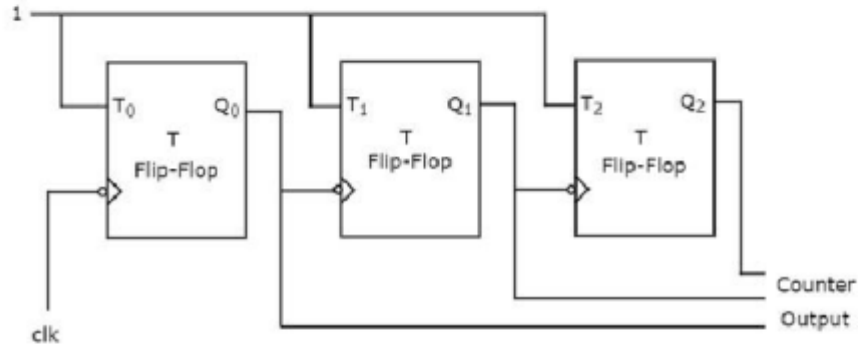 1
T₀ Q₀
T
Flip-Flop
T₁ Q₁
T
Flip-Flop
T₂ Q₂
T
Flip-Flop
clk
Counter
Output